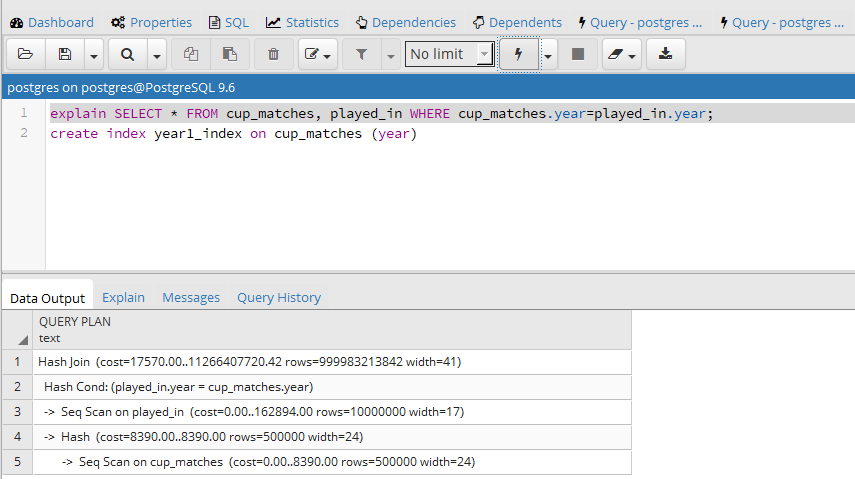 Dashboard Properties SQL Statistics Dependencies Dependents Query - postgres ... Query - postgres ...
No limit
postgres on postgres@PostgreSQL 9.6
1 explain SELECT * FROM cup_matches, played_in WHERE cup_matches.year=played_in.year;
2 create index year1_index on cup_matches (year)
Data Output Explain Messages Query History
QUERY PLAN
text
1 Hash Join (cost=17570.00..11266407720.42 rows=999983213842 width=41)
2 Hash Cond: (played_in.year = cup_matches.year)
3 -> Seq Scan on played_in (cost=0.00..162894.00 rows=10000000 width=17)
4 -> Hash (cost=8390.00..8390.00 rows=500000 width=24)
5 -> Seq Scan on cup_matches (cost=0.00..8390.00 rows=500000 width=24)